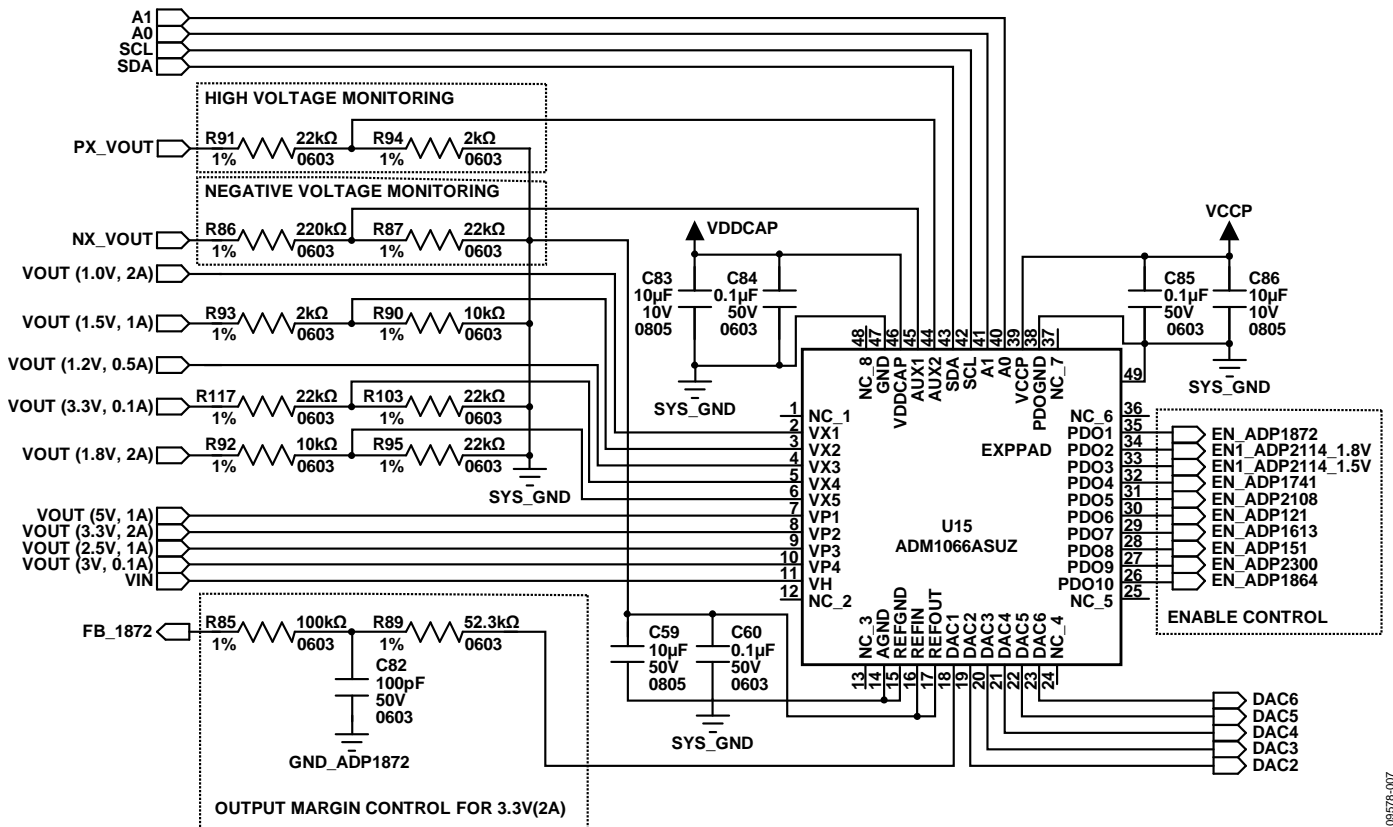 A1
A0
SCL
SDA
HIGH VOLTAGE MONITORING
PX_VOUT
R91
1%
22kΩ
0603
R94
1%
2kΩ
0603
NEGATIVE VOLTAGE MONITORING
NX_VOUT
R86
1%
220kΩ
0603
R87
1%
22kΩ
0603
VOUT (1.0V, 2A)
VOUT (1.5V, 1A)
R93
1%
2kΩ
0603
R90
1%
10kΩ
0603
VOUT (1.2V, 0.5A)
VOUT (3.3V, 0.1A)
R117
1%
22kΩ
0603
R103
1%
22kΩ
0603
VOUT (1.8V, 2A)
R92
1%
10kΩ
0603
R95
1%
22kΩ
0603
SYS_GND
VOUT (5V, 1A)
VOUT (3.3V, 2A)
VOUT (2.5V, 1A)
VOUT (3V, 0.1A)
VIN
FB_1872
R85
1%
100kΩ
0603
R89
1%
52.3kΩ
0603
C82
100pF
50V
0603
GND_ADP1872
OUTPUT MARGIN CONTROL FOR 3.3V(2A)
VDDCAP
C83
10µF
10V
0805
C84
0.1µF
50V
0603
SYS_GND
VCCP
C85
0.1µF
50V
0603
C86
10µF
10V
0805
SYS_GND
48 NC_8
47 GND
46 VDDCAP
45 AUX1
44 AUX2
43 SDA
42 SCL
41 A1
40 A0
39 VCCP
38 PDOGND
37 NC_7
49
EXPPAD
1 NC_1
2 VX1
3 VX2
4 VX3
5 VX4
6 VX5
7 VP1
8 VP2
9 VP3
10 VP4
11 VH
12 NC_2
U15
ADM1066ASUZ
NC_6 36
PDO1 35
PDO2 34
PDO3 33
PDO4 32
PDO5 31
PDO6 30
PDO7 29
PDO8 28
PDO9 27
PDO10 26
NC_5 25
EN_ADP1872
EN1_ADP2114_1.8V
EN1_ADP2114_1.5V
EN_ADP1741
EN_ADP2108
EN_ADP121
EN_ADP1613
EN_ADP151
EN_ADP2300
EN_ADP1864
ENABLE CONTROL
NC_3 13
AGND 14
REFGND 15
REFIN 16
REFOUT 17
DAC1 18
DAC2 19
DAC3 20
DAC4 21
DAC5 22
DAC6 23
NC_4 24
C59
10µF
50V
0805
C60
0.1µF
50V
0603
SYS_GND
DAC6
DAC5
DAC4
DAC3
DAC2
09578-007